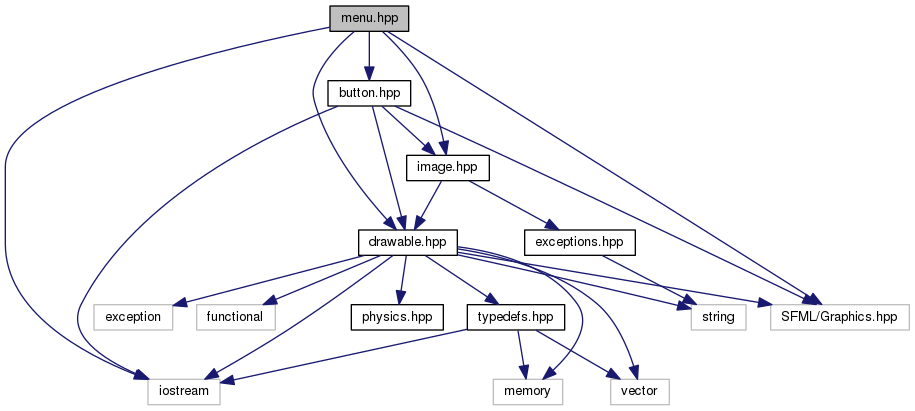 menu.hpp
button.hpp
image.hpp
drawable.hpp
exceptions.hpp
exception
functional
physics.hpp
typedefs.hpp
string
SFML/Graphics.hpp
iostream
memory
vector